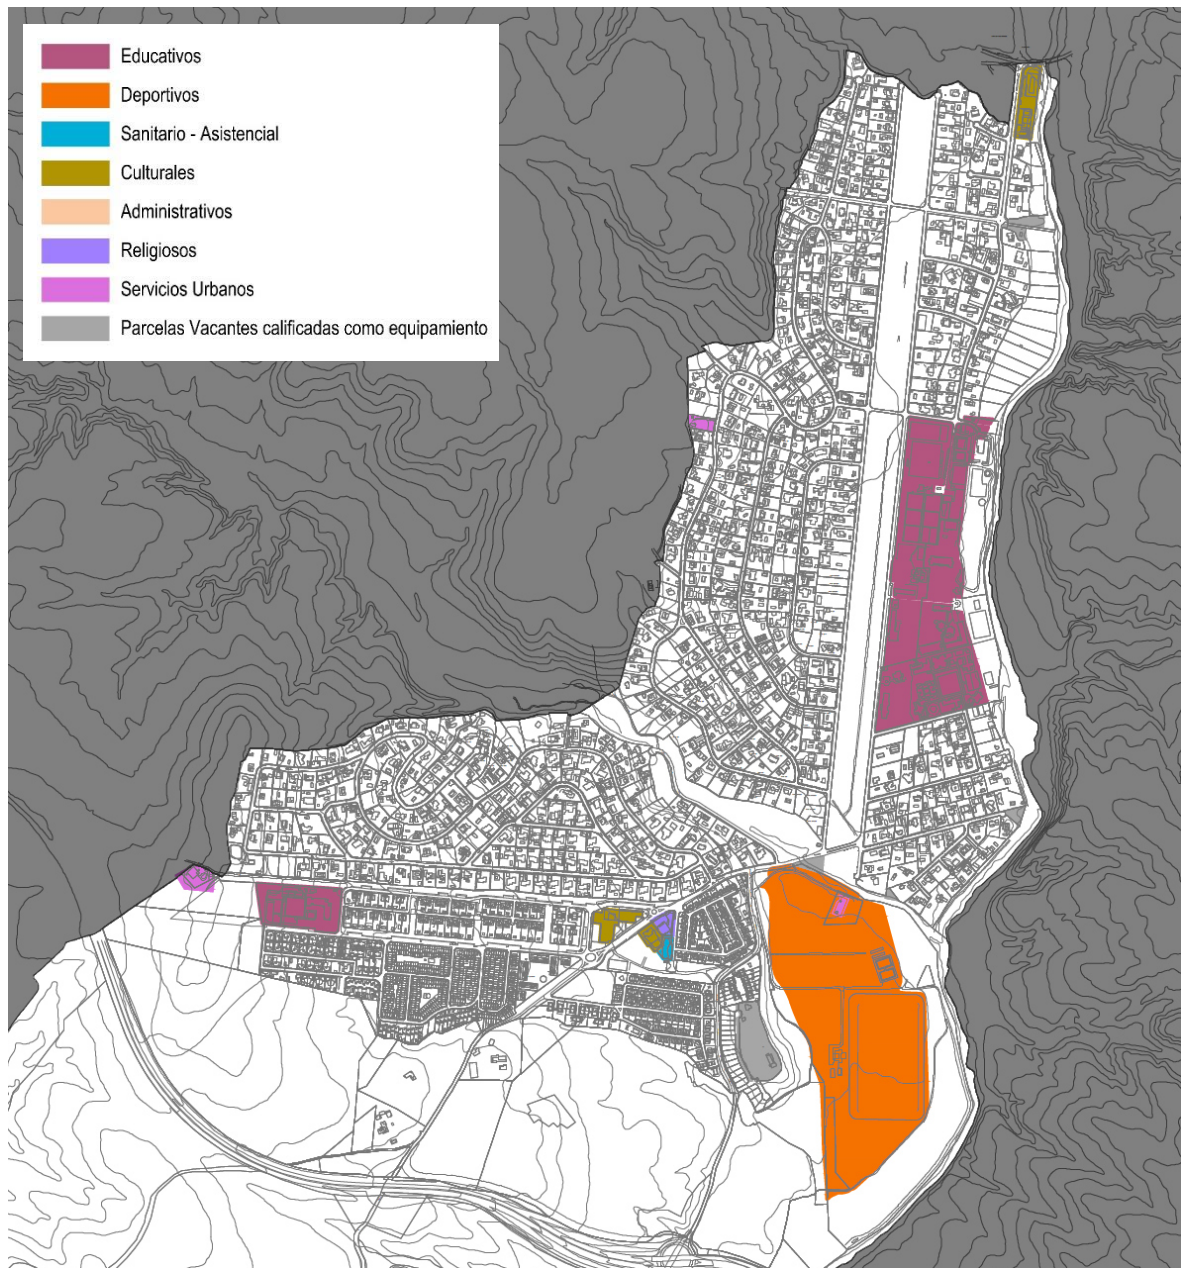 Educativos
Deportivos
Sanitario - Asistencial
Culturales
Administrativos
Religiosos
Servicios Urbanos
Parcelas Vacantes calificadas como equipamiento